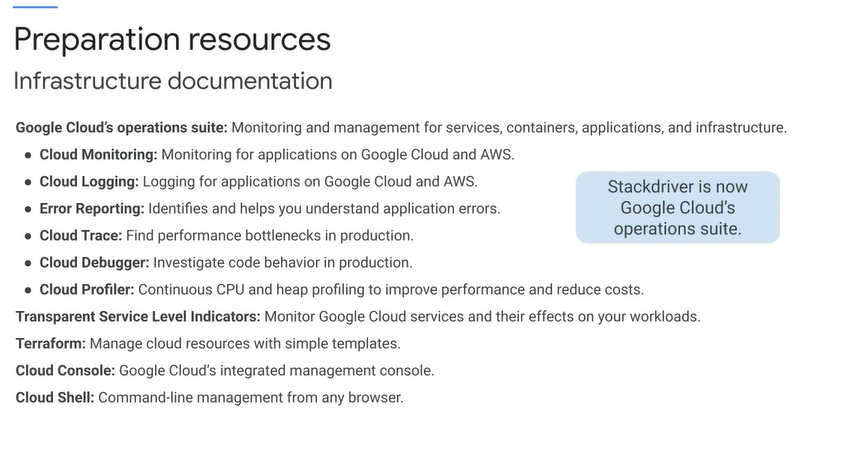 Preparation resources
Infrastructure documentation
Google Cloud’s operations suite: Monitoring and management for services, containers, applications, and infrastructure.
● Cloud Monitoring: Monitoring for applications on Google Cloud and AWS.
● Cloud Logging: Logging for applications on Google Cloud and AWS.
● Error Reporting: Identifies and helps you understand application errors.
● Cloud Trace: Find performance bottlenecks in production.
● Cloud Debugger: Investigate code behavior in production.
● Cloud Profiler: Continuous CPU and heap profiling to improve performance and reduce costs.
Transparent Service Level Indicators: Monitor Google Cloud services and their effects on your workloads.
Terraform: Manage cloud resources with simple templates.
Cloud Console: Google Cloud’s integrated management console.
Cloud Shell: Command-line management from any browser.
Stackdriver is now
Google Cloud’s
operations suite.